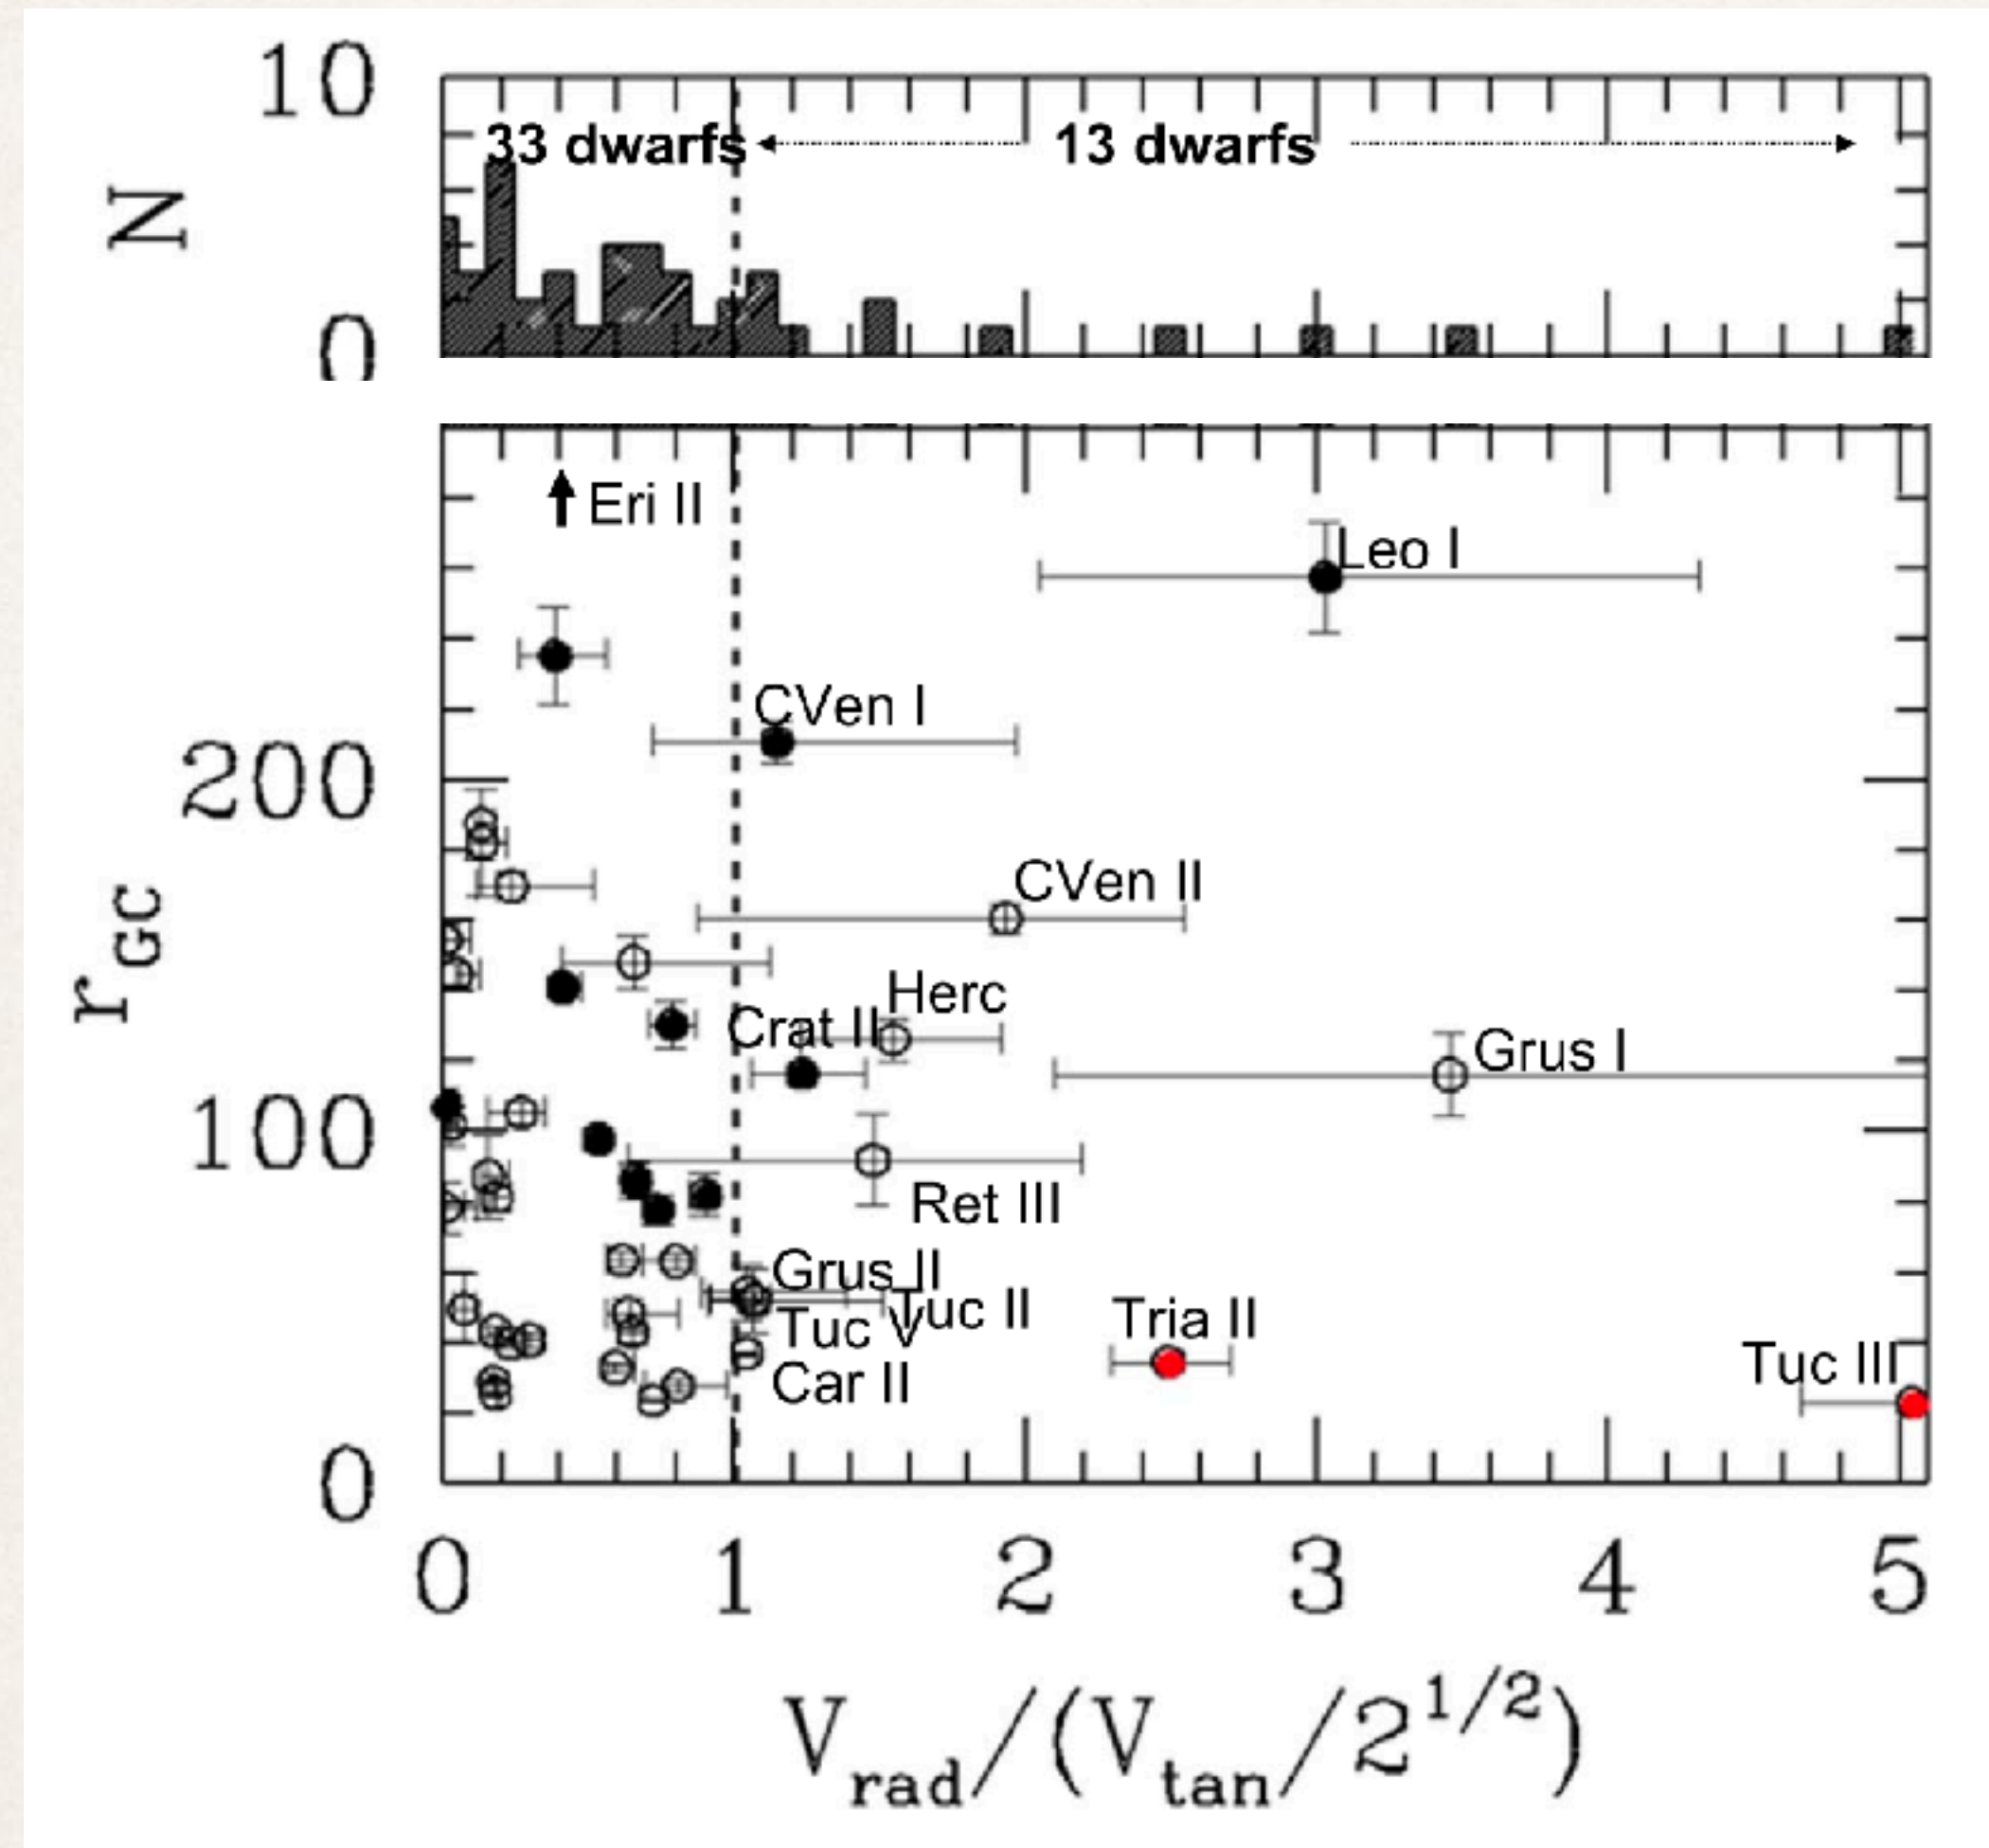 10
33 dwarfs
13 dwarfs
N
0
Eri II
Leo I
CVen I
200
CVen II
Herc
Crat II
Grus I
r_GC
100
Ret III
Grus II
Tuc II
Tuc V
Tria II
Tuc III
Car II
0
0 1 2 3 4 5
V_rad/(V_tan/2^1/2)